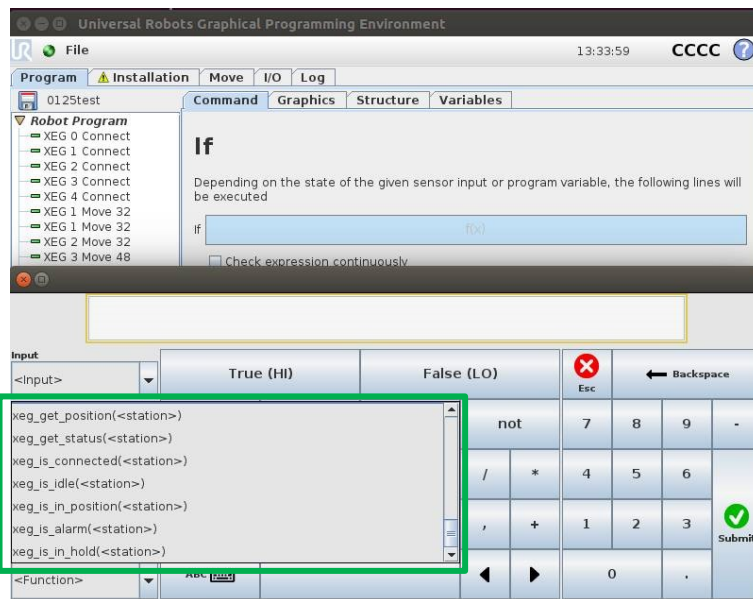 Universal Robots Graphical Programming Environment
File 13:33:59 CCCC ?
Program Installation Move I/O Log
0125test Command Graphics Structure Variables
Robot Program
XEG 0 Connect
XEG 1 Connect
XEG 2 Connect
XEG 3 Connect
XEG 4 Connect
XEG 1 Move 32
XEG 1 Move 32
XEG 2 Move 32
XEG 3 Move 48
If
Depending on the state of the given sensor input or program variable, the following lines will
be executed
If f(x)
Check expression continuously
Input
<Input> True (HI) False (LO) Esc Backspace
xeg_get_position(<station>)
xeg_get_status(<station>)
xeg_is_connected(<station>)
xeg_is_idle(<station>)
xeg_is_in_position(<station>)
xeg_is_alarm(<station>)
xeg_is_in_hold(<station>)
<Function> ABC
not 7 8 9 -
/ * 4 5 6
, + 1 2 3 Submit
0 .